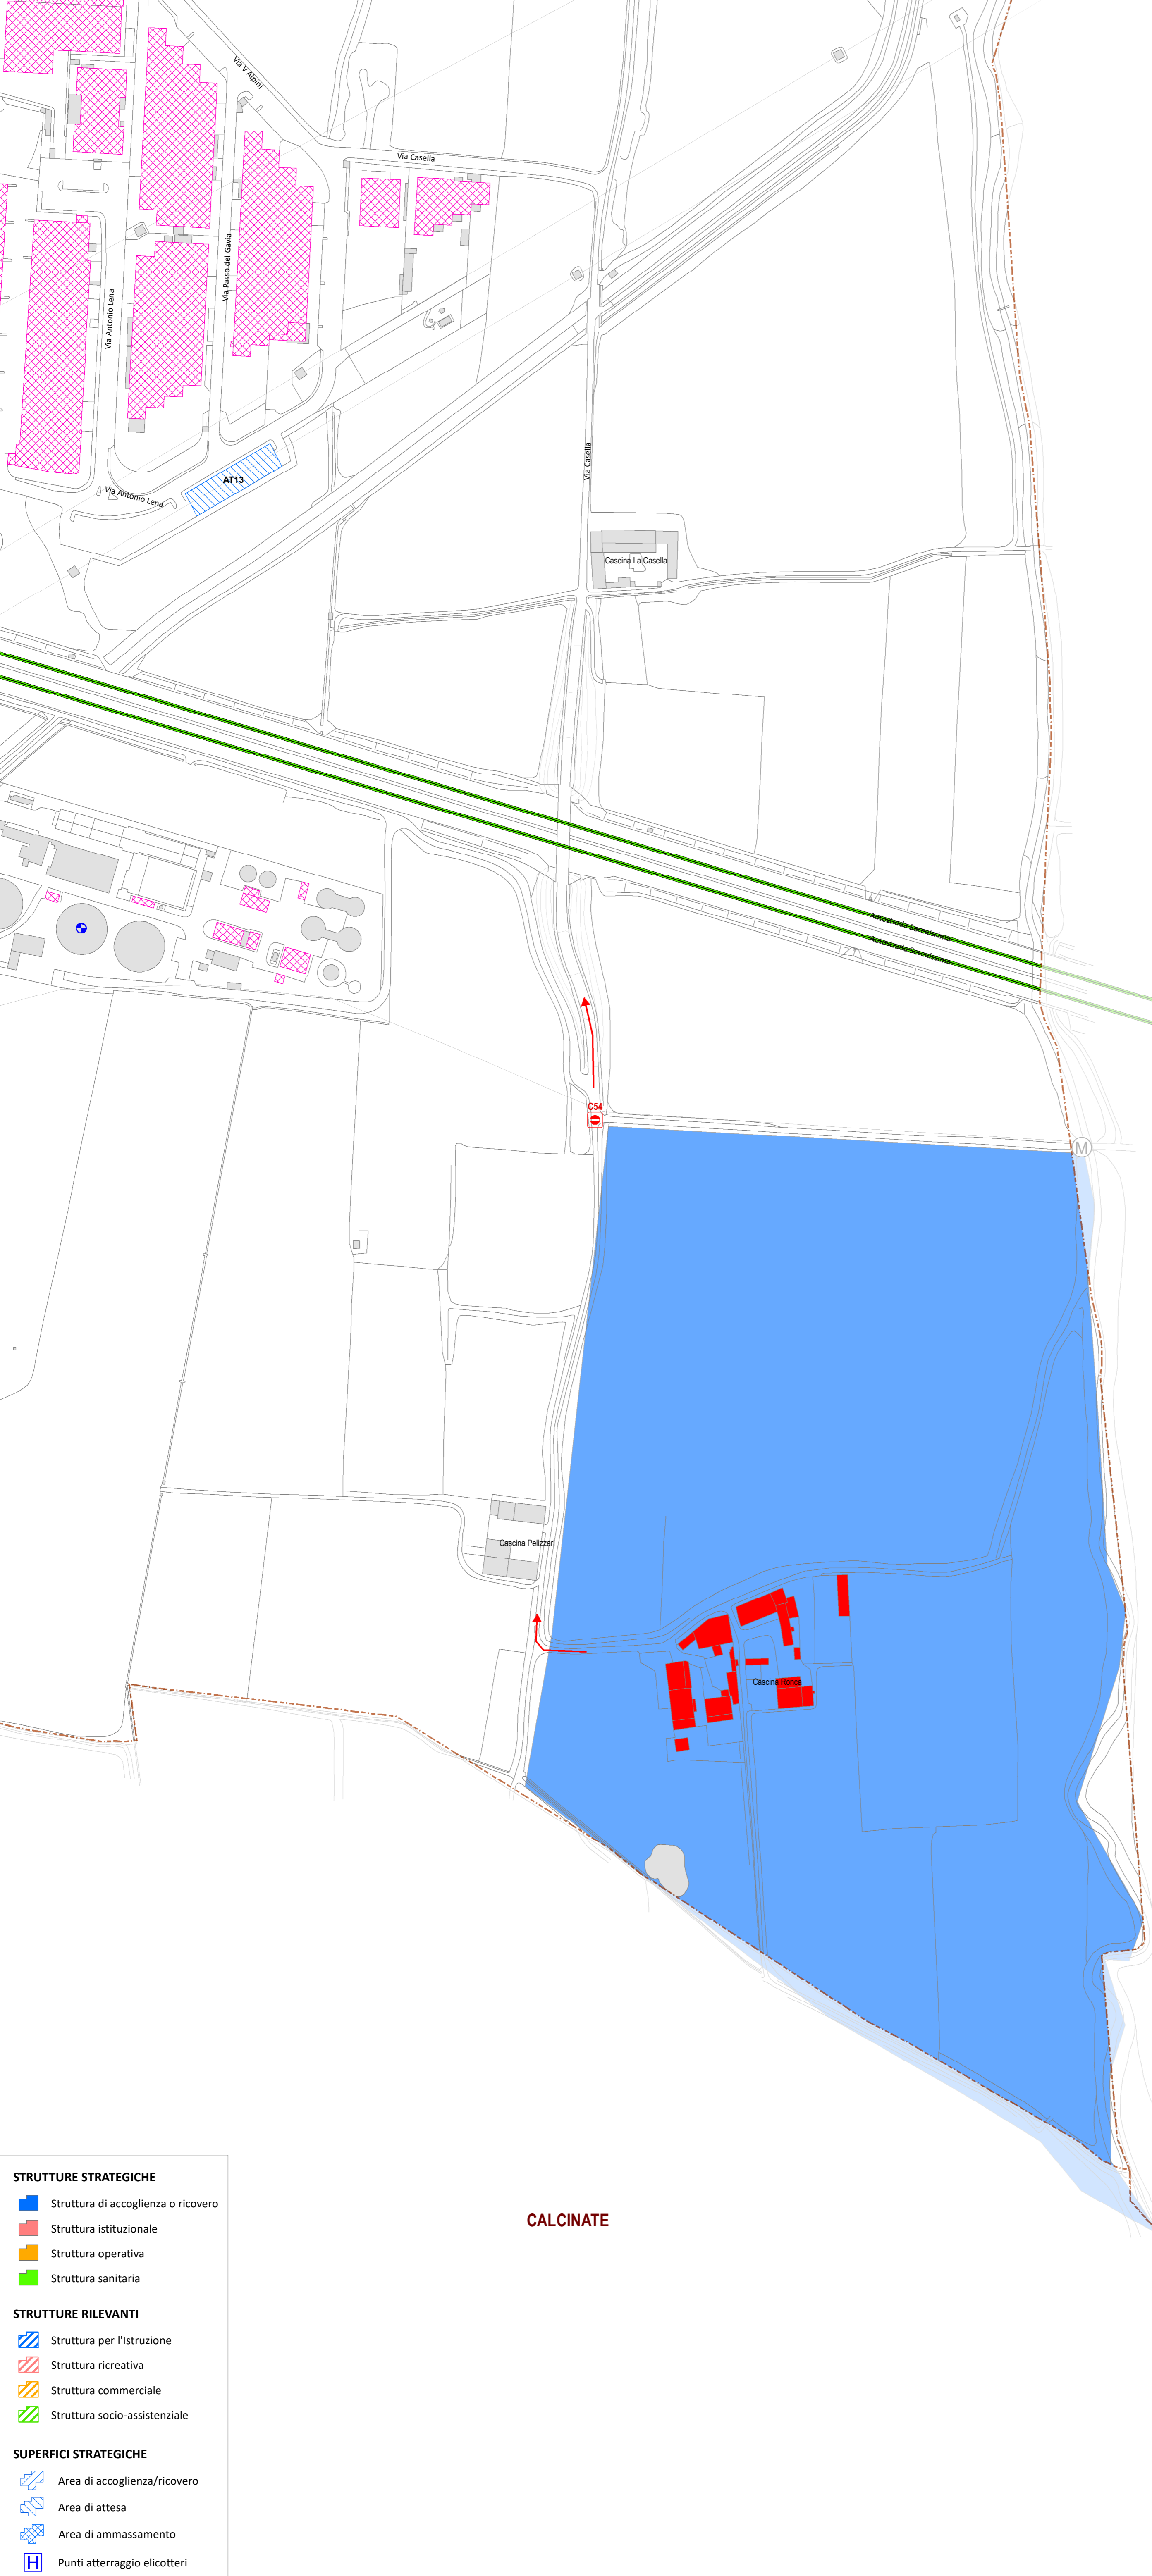 Via V Alpini
Via Casella
Via Passo del Gavia
Via Antonio Lena
Via Casella
AT13
Via Antonio Lena
Cascina La Casella
Autostrada Serenissima
Autostrada Serenissima
C54
M
Cascina Pelizzari
Cascina Ronca
CALCINATE
STRUTTURE STRATEGICHE
Struttura di accoglienza o ricovero
Struttura istituzionale
Struttura operativa
Struttura sanitaria
STRUTTURE RILEVANTI
Struttura per l'Istruzione
Struttura ricreativa
Struttura commerciale
Struttura socio-assistenziale
SUPERFICI STRATEGICHE
Area di accoglienza/ricovero
Area di attesa
Area di ammassamento
H Punti atterraggio elicotteri